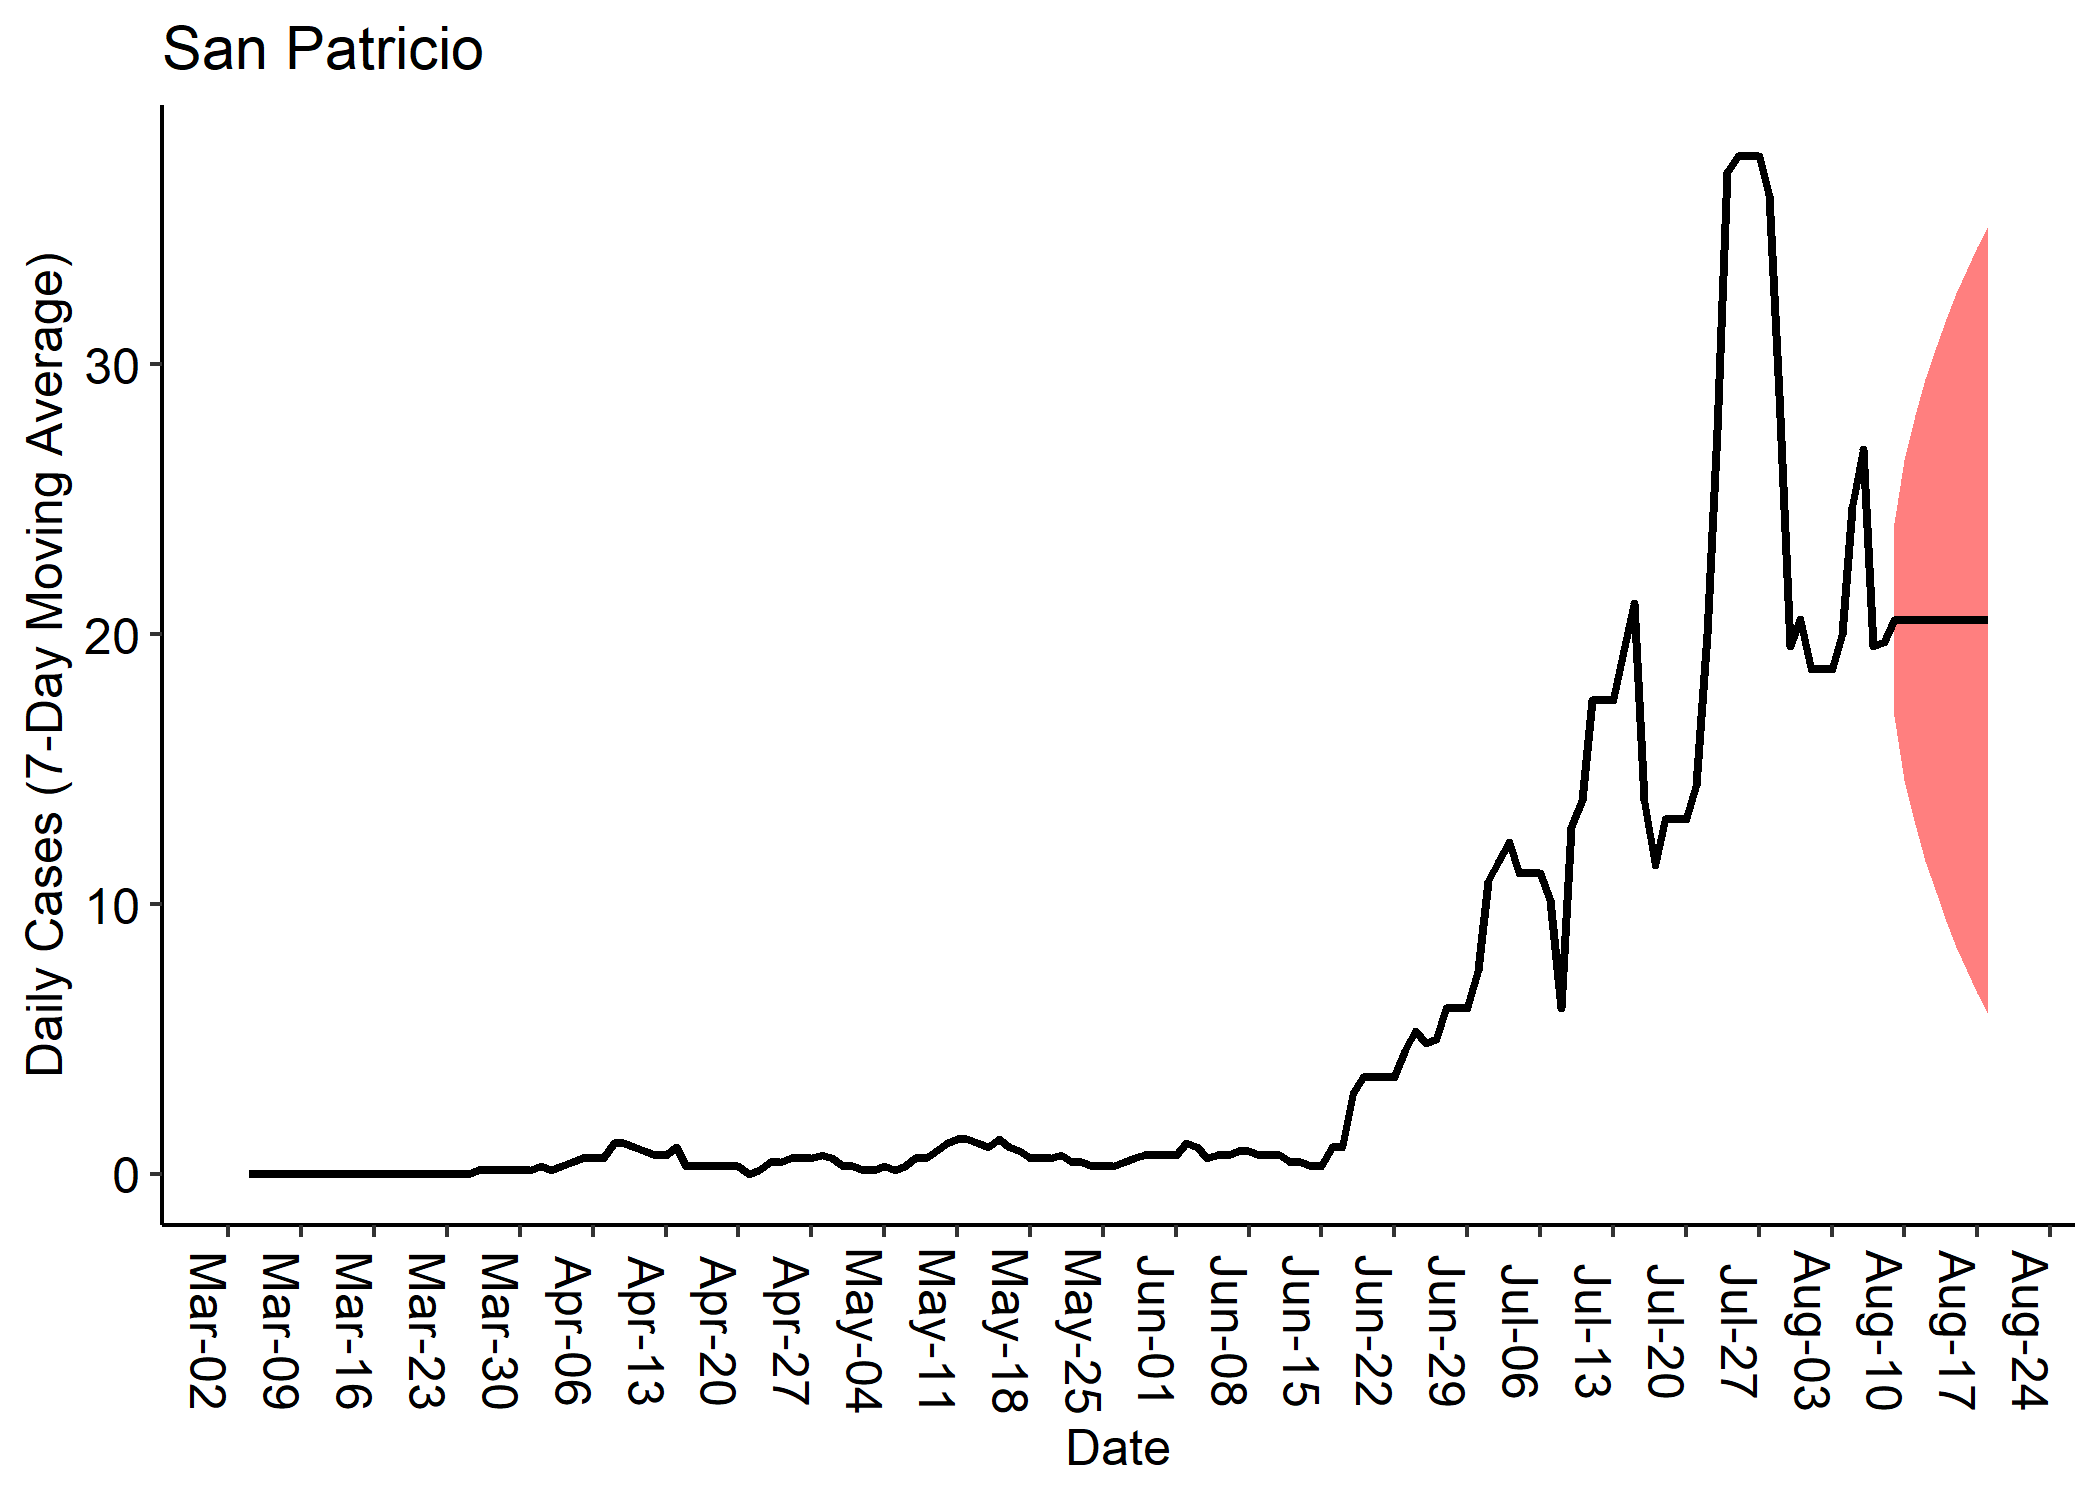 San Patricio
Daily Cases (7-Day Moving Average)
30
20
10
0
Mar-02
Mar-09
Mar-16
Mar-23
Mar-30
Apr-06
Apr-13
Apr-20
Apr-27
May-04
May-11
May-18
May-25
Jun-01
Jun-08
Jun-15
Jun-22
Jun-29
Jul-06
Jul-13
Jul-20
Jul-27
Aug-03
Aug-10
Aug-17
Aug-24
Date